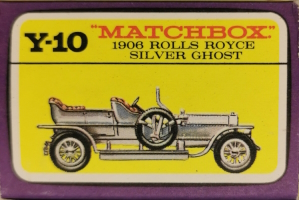 Y-10
"MATCHBOX"
1906 ROLLS ROYCE
SILVER GHOST